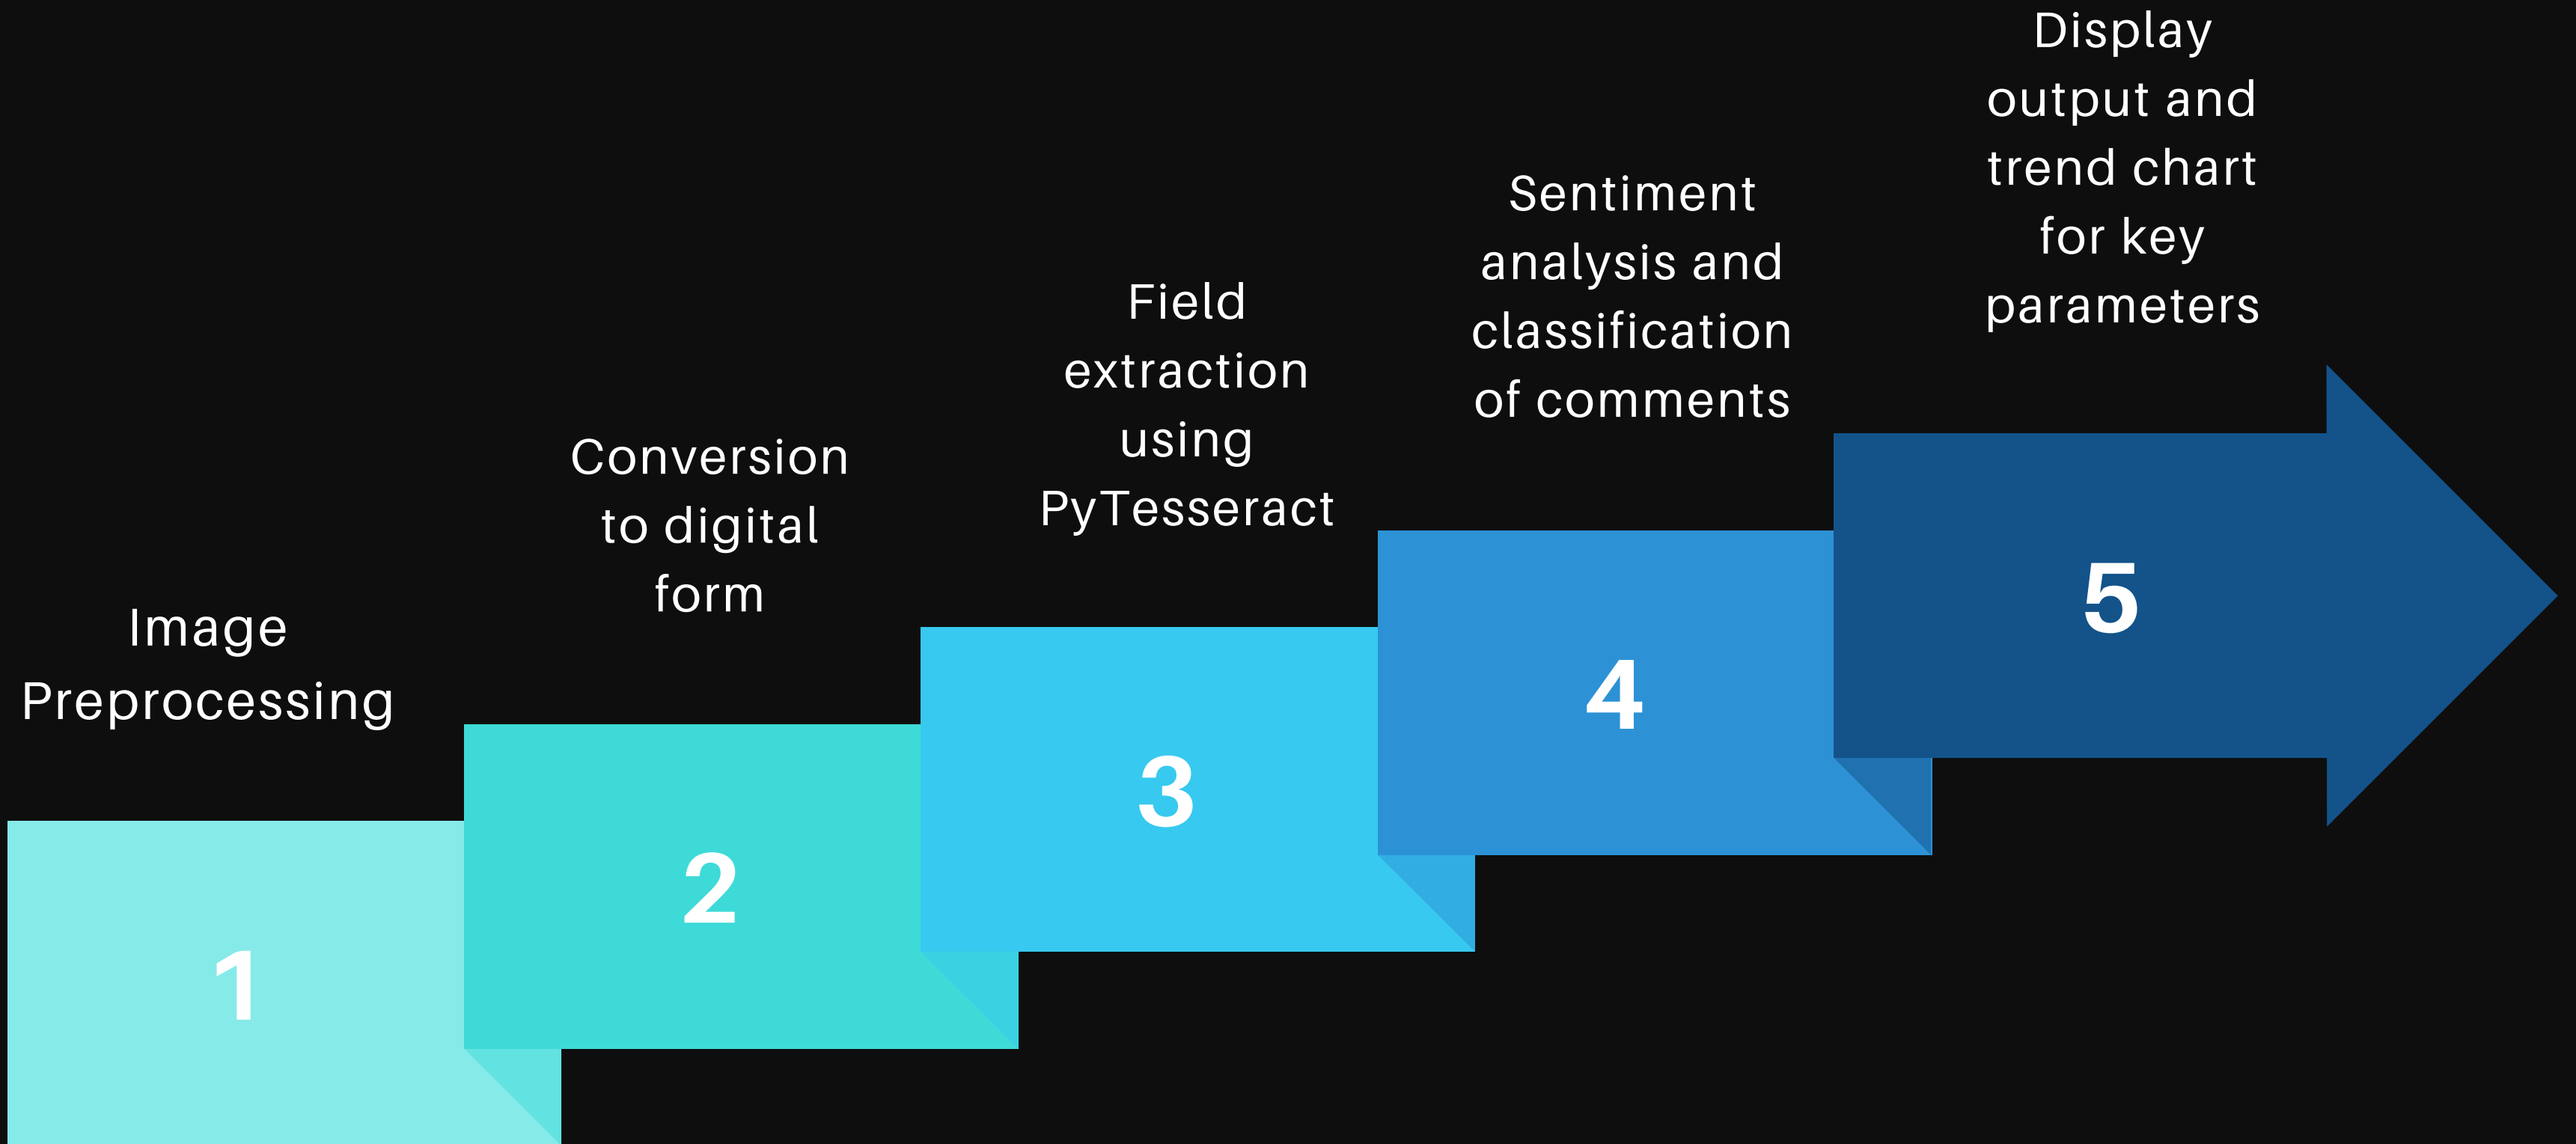 Image
Preprocessing
1
Conversion
to digital
form
2
Field
extraction
using
PyTesseract
3
Sentiment
analysis and
classification
of comments
4
Display
output and
trend chart
for key
parameters
5